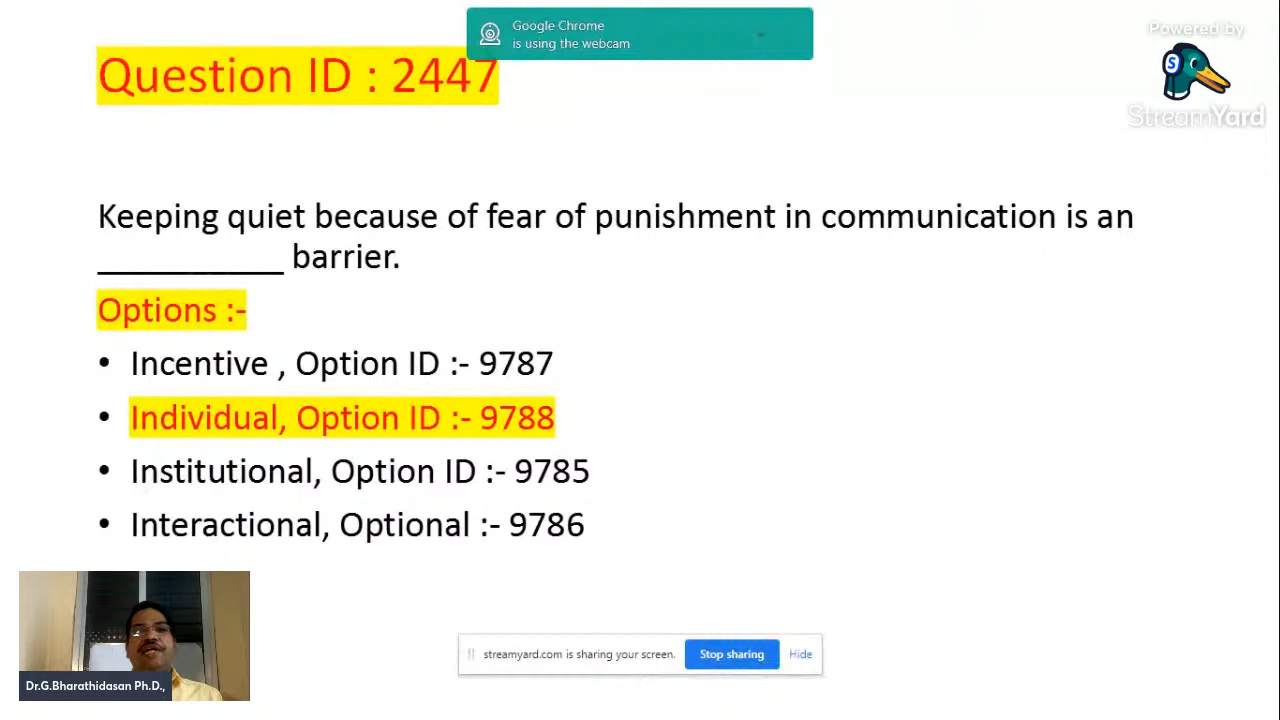 Google Chrome
is using the webcam
Powered by
StreamYard
Question ID : 2447
Keeping quiet because of fear of punishment in communication is an
___________ barrier.
Options :-
• Incentive , Option ID :- 9787
• Individual, Option ID :- 9788
• Institutional, Option ID :- 9785
• Interactional, Optional :- 9786
Dr.G.Bharathidasan Ph.D.,
streamyard.com is sharing your screen. Stop sharing Hide